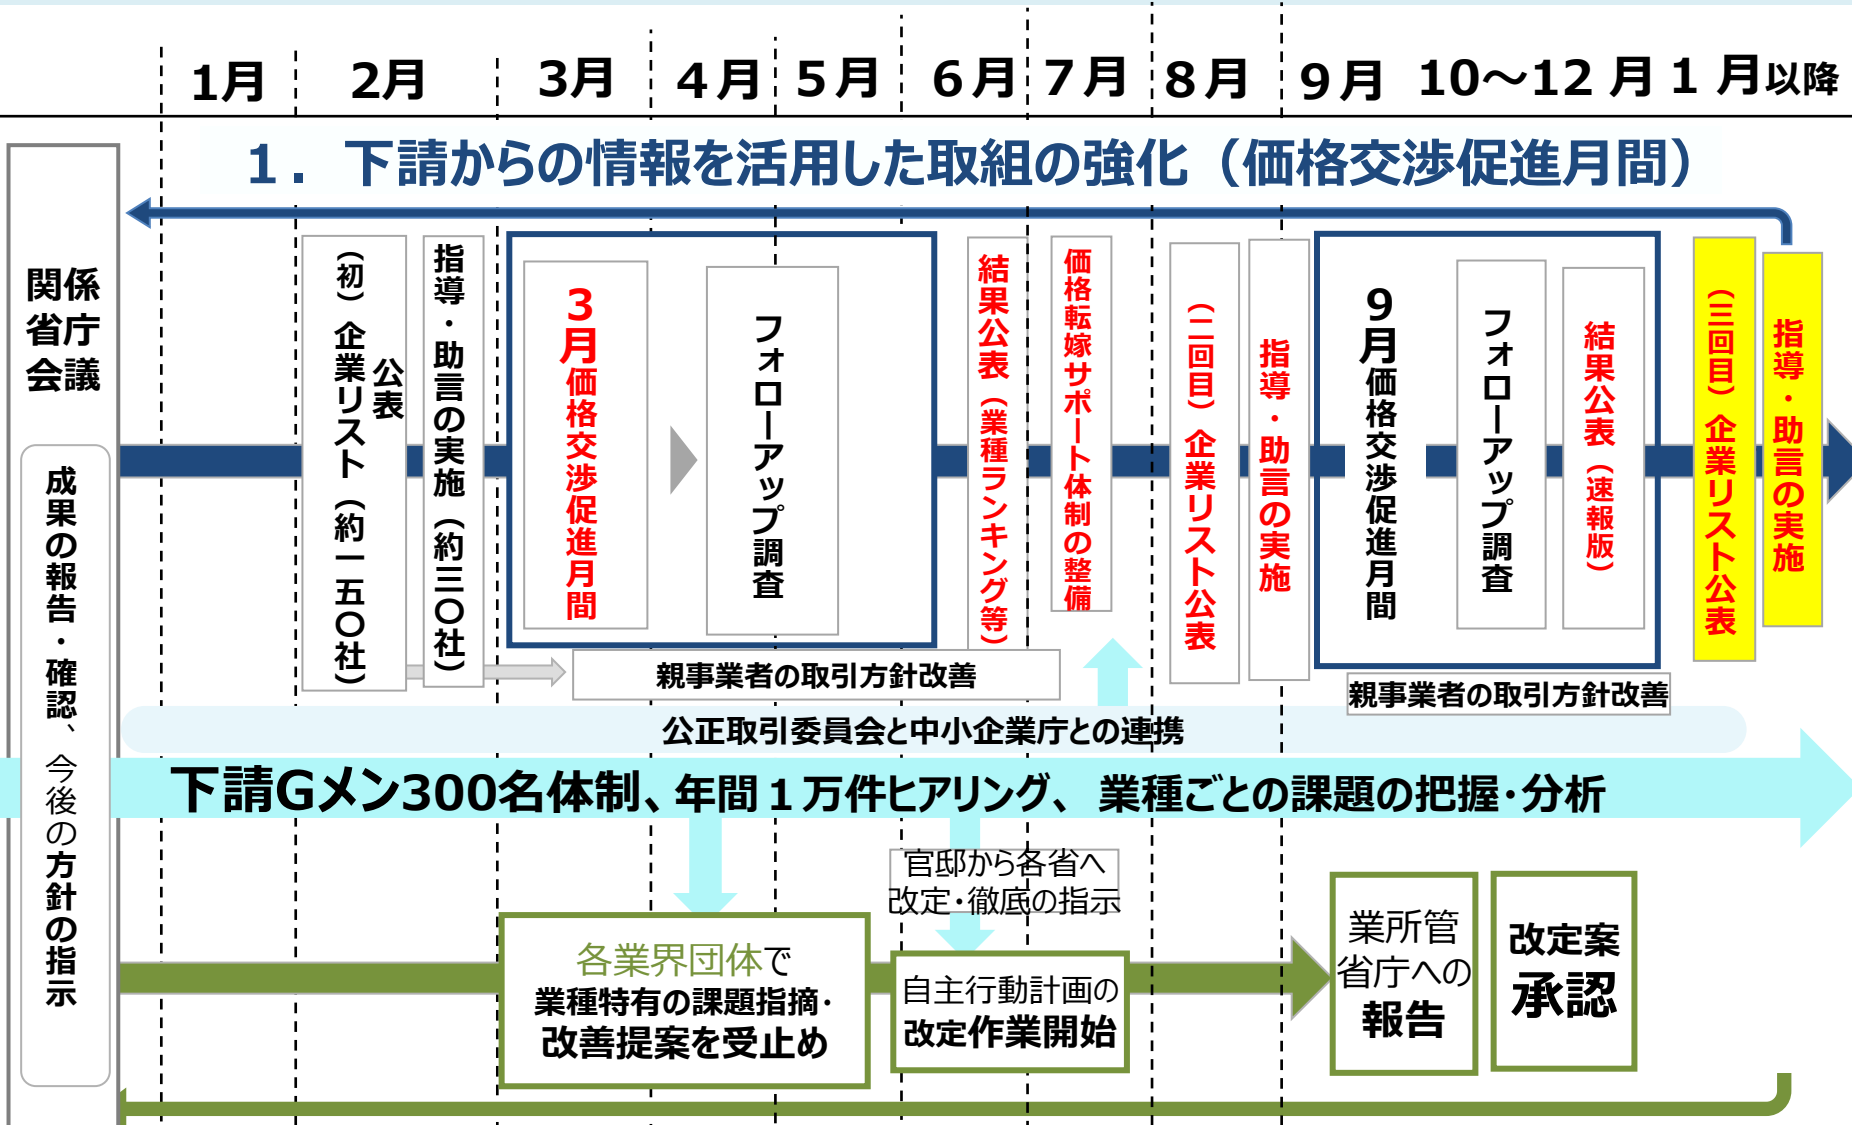 1月 2月 3月 ４月 ５月 ６月 ７月 ８月 ９月 10～12 月 １月以降
１．下請からの情報を活用した取組の強化（価格交渉促進月間）
関係
省庁
会議
成果の報告・確認、今後の方針の指示
（初）企業リスト（約一五〇社）
公表
指導・助言の実施（約三〇社）
３月価格交渉促進月間
フォローアップ調査
結果公表（業種ランキング等）
価格転嫁サポート体制の整備
（二回目）企業リスト公表
指導・助言の実施
９月価格交渉促進月間
フォローアップ調査
結果公表（速報版）
（三回目）企業リスト公表
指導・助言の実施
親事業者の取引方針改善
親事業者の取引方針改善
公正取引委員会と中小企業庁との連携
下請Gメン300名体制、年間１万件ヒアリング、業種ごとの課題の把握・分析
官邸から各省へ
改定・徹底の指示
各業界団体で
業種特有の課題指摘・
改善提案を受止め
自主行動計画の
改定作業開始
業所管
省庁への
報告
改定案
承認